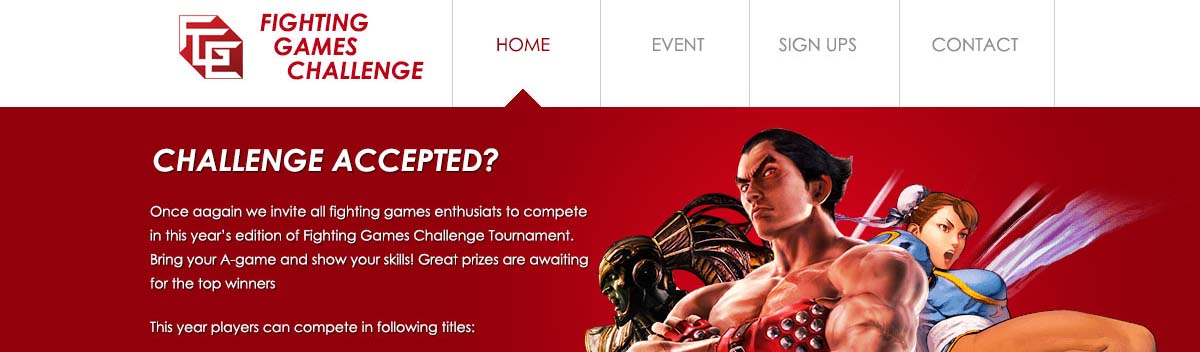 FTG
FIGHTING
GAMES
CHALLENGE
HOME
EVENT
SIGN UPS
CONTACT
CHALLENGE ACCEPTED?
Once aagain we invite all fighting games enthusiats to compete
in this year's edition of Fighting Games Challenge Tournament.
Bring your A-game and show your skills! Great prizes are awaiting
for the top winners
This year players can compete in following titles: